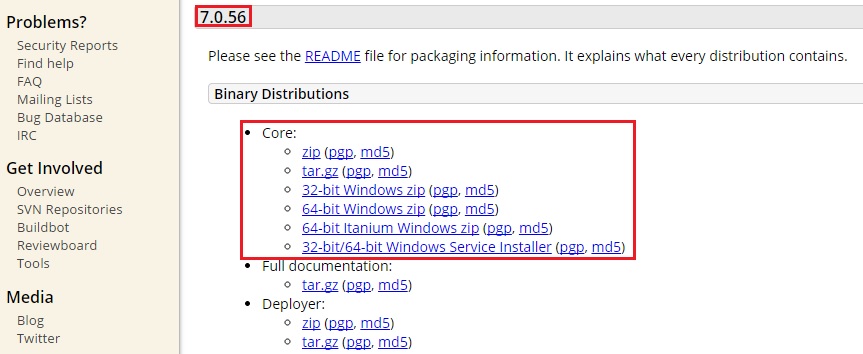 Problems?
Security Reports
Find help
FAQ
Mailing Lists
Bug Database
IRC
Get Involved
Overview
SVN Repositories
Buildbot
Reviewboard
Tools
Media
Blog
Twitter
7.0.56
Please see the README file for packaging information. It explains what every distribution contains.
Binary Distributions
Core:
zip (pgp, md5)
tar.gz (pgp, md5)
32-bit Windows zip (pgp, md5)
64-bit Windows zip (pgp, md5)
64-bit Itanium Windows zip (pgp, md5)
32-bit/64-bit Windows Service Installer (pgp, md5)
Full documentation:
tar.gz (pgp, md5)
Deployer:
zip (pgp, md5)
tar.gz (pgp, md5)